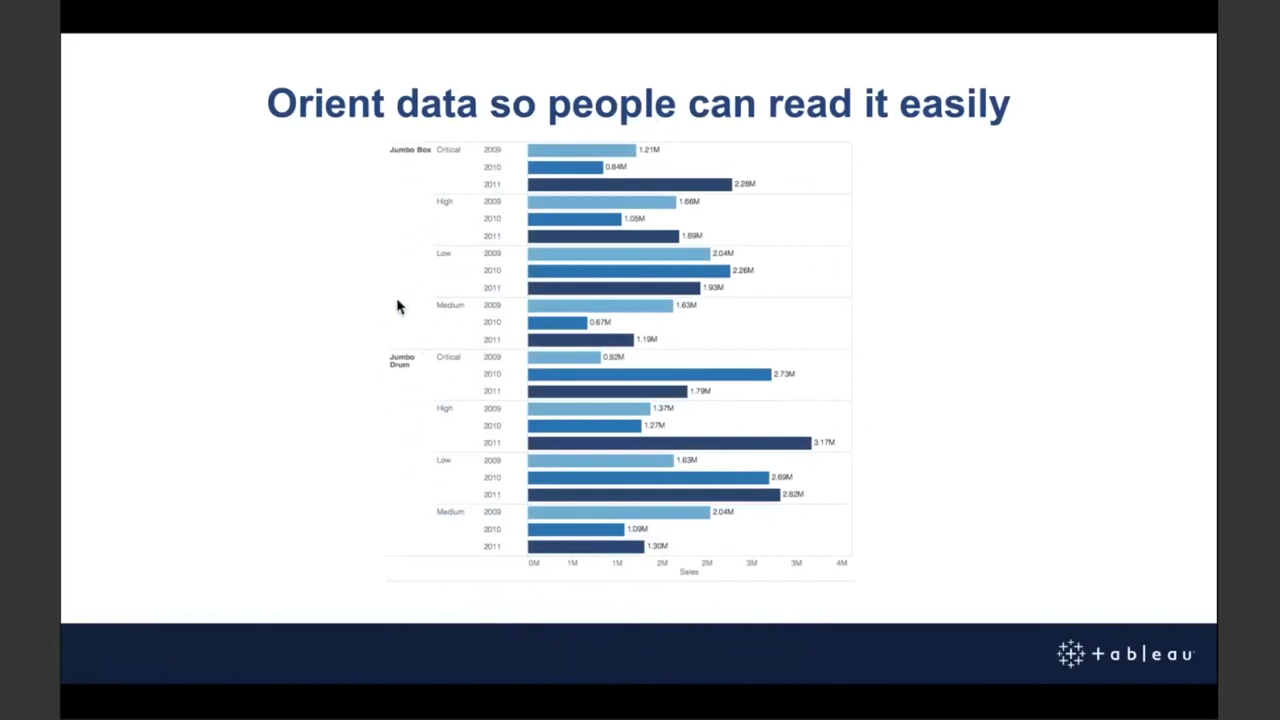 Orient data so people can read it easily
Jumbo Box Critical 2009 1.21M
2010 0.84M
2011 2.28M
High 2009 1.66M
2010 1.05M
2011 1.69M
Low 2009 2.04M
2010 2.26M
2011 1.93M
Medium 2009 1.63M
2010 0.67M
2011 1.19M
Jumbo Drum Critical 2009 0.82M
2010 2.73M
2011 1.79M
High 2009 1.37M
2010 1.27M
2011 3.17M
Low 2009 1.63M
2010 2.69M
2011 2.82M
Medium 2009 2.04M
2010 1.09M
2011 1.30M
0M 1M 1M 2M 2M 3M 3M 4M
Sales
+ableau